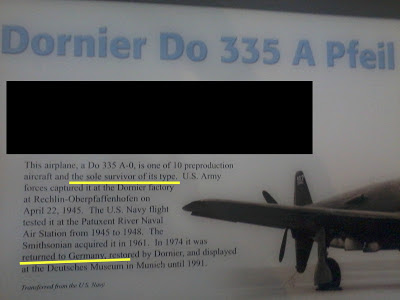 Dornier Do 335 A Pfeil
This airplane, a Do 335 A-0, is one of 10 preproduction
aircraft and the sole survivor of its type. U.S. Army
forces captured it at the Dornier factory
at Rechlin-Oberpfaffenhofen on
April 22, 1945. The U.S. Navy flight
tested it at the Patuxent River Naval
Air Station from 1945 to 1948. The
Smithsonian acquired it in 1961. In 1974 it was
returned to Germany, restored by Dornier, and displayed
at the Deutsches Museum in Munich until 1991.
Transferred from the U.S. Navy